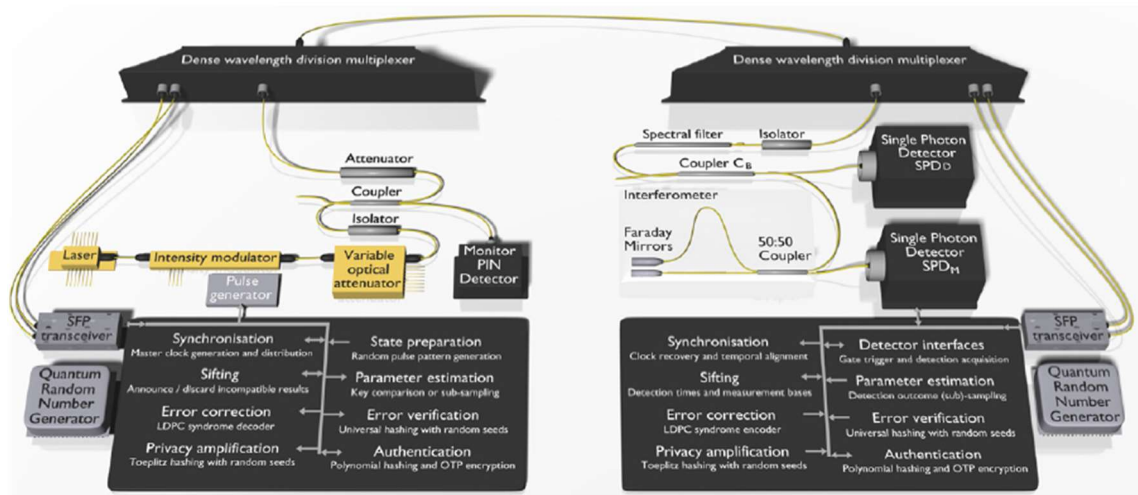 Dense wavelength division multiplexer
Attenuator
Coupler
Isolator
Laser
Intensity modulator
Variable
optical
attenuator
Monitor
PIN
Detector
Pulse
generator
SFP
transceiver
Quantum
Random
Number
Generator
Synchronisation
Master clock generation and distribution
Sifting
Announce / discard incompatible results
Error correction
LDPC syndrome decoder
Privacy amplification
Toeplitz hashing with random seeds
State preparation
Random pulse pattern generation
Parameter estimation
Key comparison or sub-sampling
Error verification
Universal hashing with random seeds
Authentication
Polynomial hashing and OTP encryption
Dense wavelength division multiplexer
Spectral filter
Isolator
Coupler CB
Single Photon
Detector
SPDD
Interferometer
Faraday
Mirrors
50:50
Coupler
Single Photon
Detector
SPDM
SFP
transceiver
Quantum
Random
Number
Generator
Synchronisation
Clock recovery and temporal alignment
Sifting
Detection times and measurement bases
Error correction
LDPC syndrome encoder
Privacy amplification
Toeplitz hashing with random seeds
Detector interfaces
Gate trigger and detection acquisition
Parameter estimation
Detection outcome (sub)-sampling
Error verification
Universal hashing with random seeds
Authentication
Polynomial hashing and OTP encryption